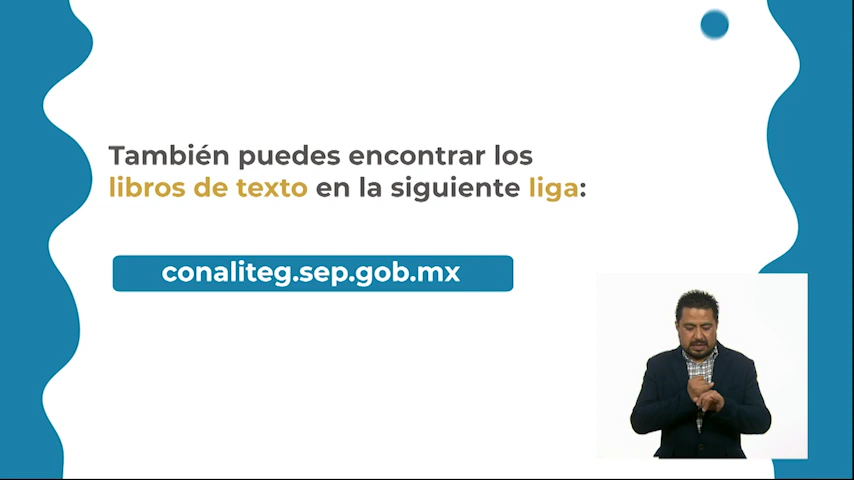 También puedes encontrar los
libros de texto en la siguiente liga:
conaliteg.sep.gob.mx